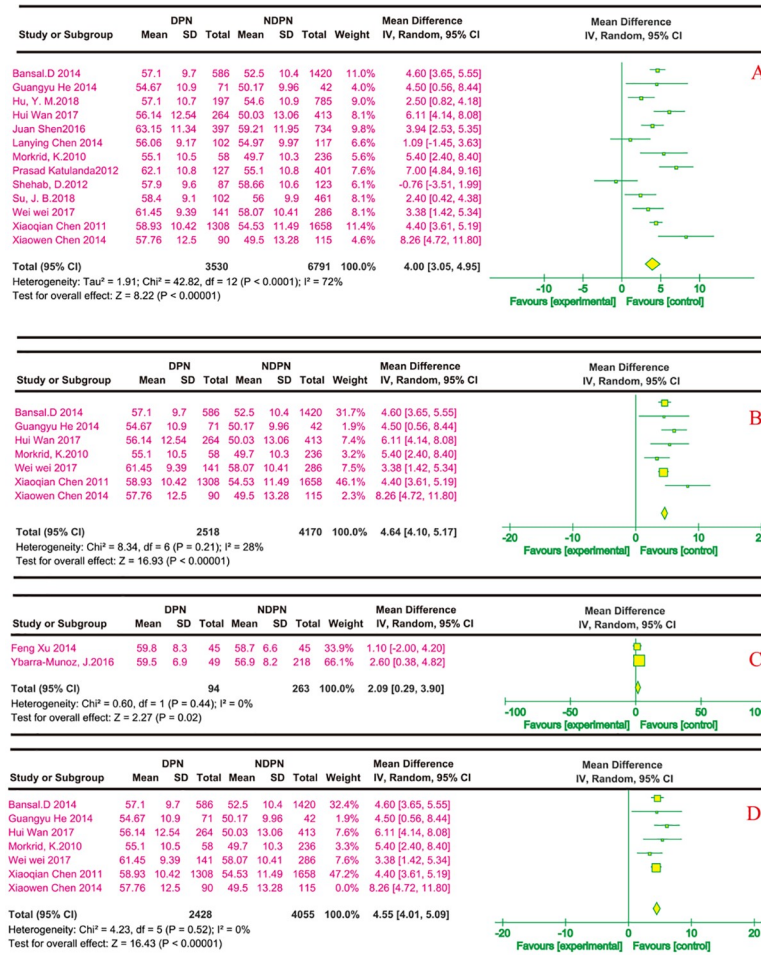 DPN NDPN Mean Difference Mean Difference
Study or Subgroup Mean SD Total Mean SD Total Weight IV, Random, 95% CI IV, Random, 95% CI
A
Bansal.D 2014 57.1 9.7 586 52.5 10.4 1420 11.0% 4.60 [3.65, 5.55]
Guangyu He 2014 54.67 10.9 71 50.17 9.96 42 4.0% 4.50 [0.56, 8.44]
Hu, Y. M.2018 57.1 10.7 197 54.6 10.9 785 9.0% 2.50 [0.82, 4.18]
Hui Wan 2017 56.14 12.54 264 50.03 13.06 413 8.2% 6.11 [4.14, 8.08]
Juan Shen2016 63.15 11.34 397 59.21 11.95 734 9.7% 3.94 [2.53, 5.35]
Lanying Chen 2014 56.06 9.17 102 54.97 9.97 117 6.9% 1.09 [-1.45, 3.63]
Morkrid, K.2010 55.1 10.5 58 49.7 10.3 236 5.8% 5.40 [2.40, 8.40]
Prasad Katulanda2012 62.1 10.8 127 55.1 10.8 401 7.8% 7.00 [4.84, 9.16]
Shehab, D.2012 57.9 9.6 87 58.66 10.6 123 6.3% -0.76 [-3.51, 1.99]
Su, J. B.2018 58.4 9.1 102 56 9.9 461 8.2% 2.40 [0.42, 4.38]
Wei wei 2017 61.45 9.39 141 58.07 10.41 286 8.2% 3.38 [1.42, 5.34]
Xiaoqian Chen 2011 58.93 10.42 1308 54.53 11.49 1658 11.4% 4.40 [3.61, 5.19]
Xiaowen Chen 2014 57.76 12.5 90 49.5 13.28 115 4.6% 8.26 [4.72, 11.80]
Total (95% CI) 3530 6791 100.0% 4.00 [3.05, 4.95]
Heterogeneity: Tau² = 1.91; Chi² = 42.82, df = 12 (P < 0.0001); I² = 72%
Test for overall effect: Z = 8.22 (P < 0.00001)
-10 -5 0 5 10
Favours [experimental] Favours [control]
DPN NDPN Mean Difference Mean Difference
Study or Subgroup Mean SD Total Mean SD Total Weight IV, Random, 95% CI IV, Random, 95% CI
B
Bansal.D 2014 57.1 9.7 586 52.5 10.4 1420 31.7% 4.60 [3.65, 5.55]
Guangyu He 2014 54.67 10.9 71 50.17 9.96 42 1.9% 4.50 [0.56, 8.44]
Hui Wan 2017 56.14 12.54 264 50.03 13.06 413 7.4% 6.11 [4.14, 8.08]
Morkrid, K.2010 55.1 10.5 58 49.7 10.3 236 3.2% 5.40 [2.40, 8.40]
Wei wei 2017 61.45 9.39 141 58.07 10.41 286 7.5% 3.38 [1.42, 5.34]
Xiaoqian Chen 2011 58.93 10.42 1308 54.53 11.49 1658 46.1% 4.40 [3.61, 5.19]
Xiaowen Chen 2014 57.76 12.5 90 49.5 13.28 115 2.3% 8.26 [4.72, 11.80]
Total (95% CI) 2518 4170 100.0% 4.64 [4.10, 5.17]
Heterogeneity: Chi² = 8.34, df = 6 (P = 0.21); I² = 28%
Test for overall effect: Z = 16.93 (P < 0.00001)
-20 -10 0 10 20
Favours [experimental] Favours [control]
DPN NDPN Mean Difference Mean Difference
Study or Subgroup Mean SD Total Mean SD Total Weight IV, Random, 95% CI IV, Random, 95% CI
C
Feng Xu 2014 59.8 8.3 45 58.7 6.6 45 33.9% 1.10 [-2.00, 4.20]
Ybarra-Munoz, J.2016 59.5 6.9 49 56.9 8.2 218 66.1% 2.60 [0.38, 4.82]
Total (95% CI) 94 263 100.0% 2.09 [0.29, 3.90]
Heterogeneity: Chi² = 0.60, df = 1 (P = 0.44); I² = 0%
Test for overall effect: Z = 2.27 (P = 0.02)
-100 -50 0 50 100
Favours [experimental] Favours [control]
DPN NDPN Mean Difference Mean Difference
Study or Subgroup Mean SD Total Mean SD Total Weight IV, Random, 95% CI IV, Random, 95% CI
D
Bansal.D 2014 57.1 9.7 586 52.5 10.4 1420 32.4% 4.60 [3.65, 5.55]
Guangyu He 2014 54.67 10.9 71 50.17 9.96 42 1.9% 4.50 [0.56, 8.44]
Hui Wan 2017 56.14 12.54 264 50.03 13.06 413 7.6% 6.11 [4.14, 8.08]
Morkrid, K.2010 55.1 10.5 58 49.7 10.3 236 3.3% 5.40 [2.40, 8.40]
Wei wei 2017 61.45 9.39 141 58.07 10.41 286 7.6% 3.38 [1.42, 5.34]
Xiaoqian Chen 2011 58.93 10.42 1308 54.53 11.49 1658 47.2% 4.40 [3.61, 5.19]
Xiaowen Chen 2014 57.76 12.5 90 49.5 13.28 115 0.0% 8.26 [4.72, 11.80]
Total (95% CI) 2428 4055 100.0% 4.55 [4.01, 5.09]
Heterogeneity: Chi² = 4.23, df = 5 (P = 0.52); I² = 0%
Test for overall effect: Z = 16.43 (P < 0.00001)
-20 -10 0 10 20
Favours [experimental] Favours [control]